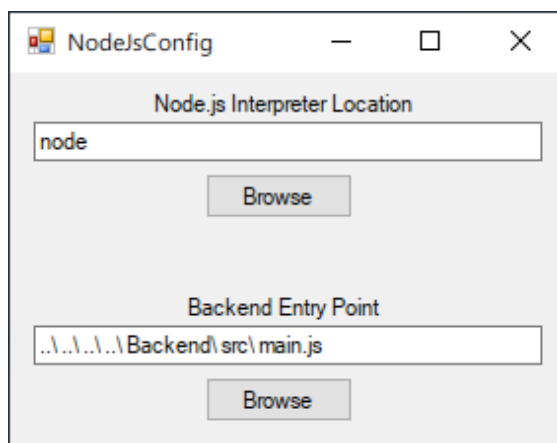 NodeJsConfig
Node.js Interpreter Location
node
Browse
Backend Entry Point
..\..\..\..\Backend\src\main.js
Browse